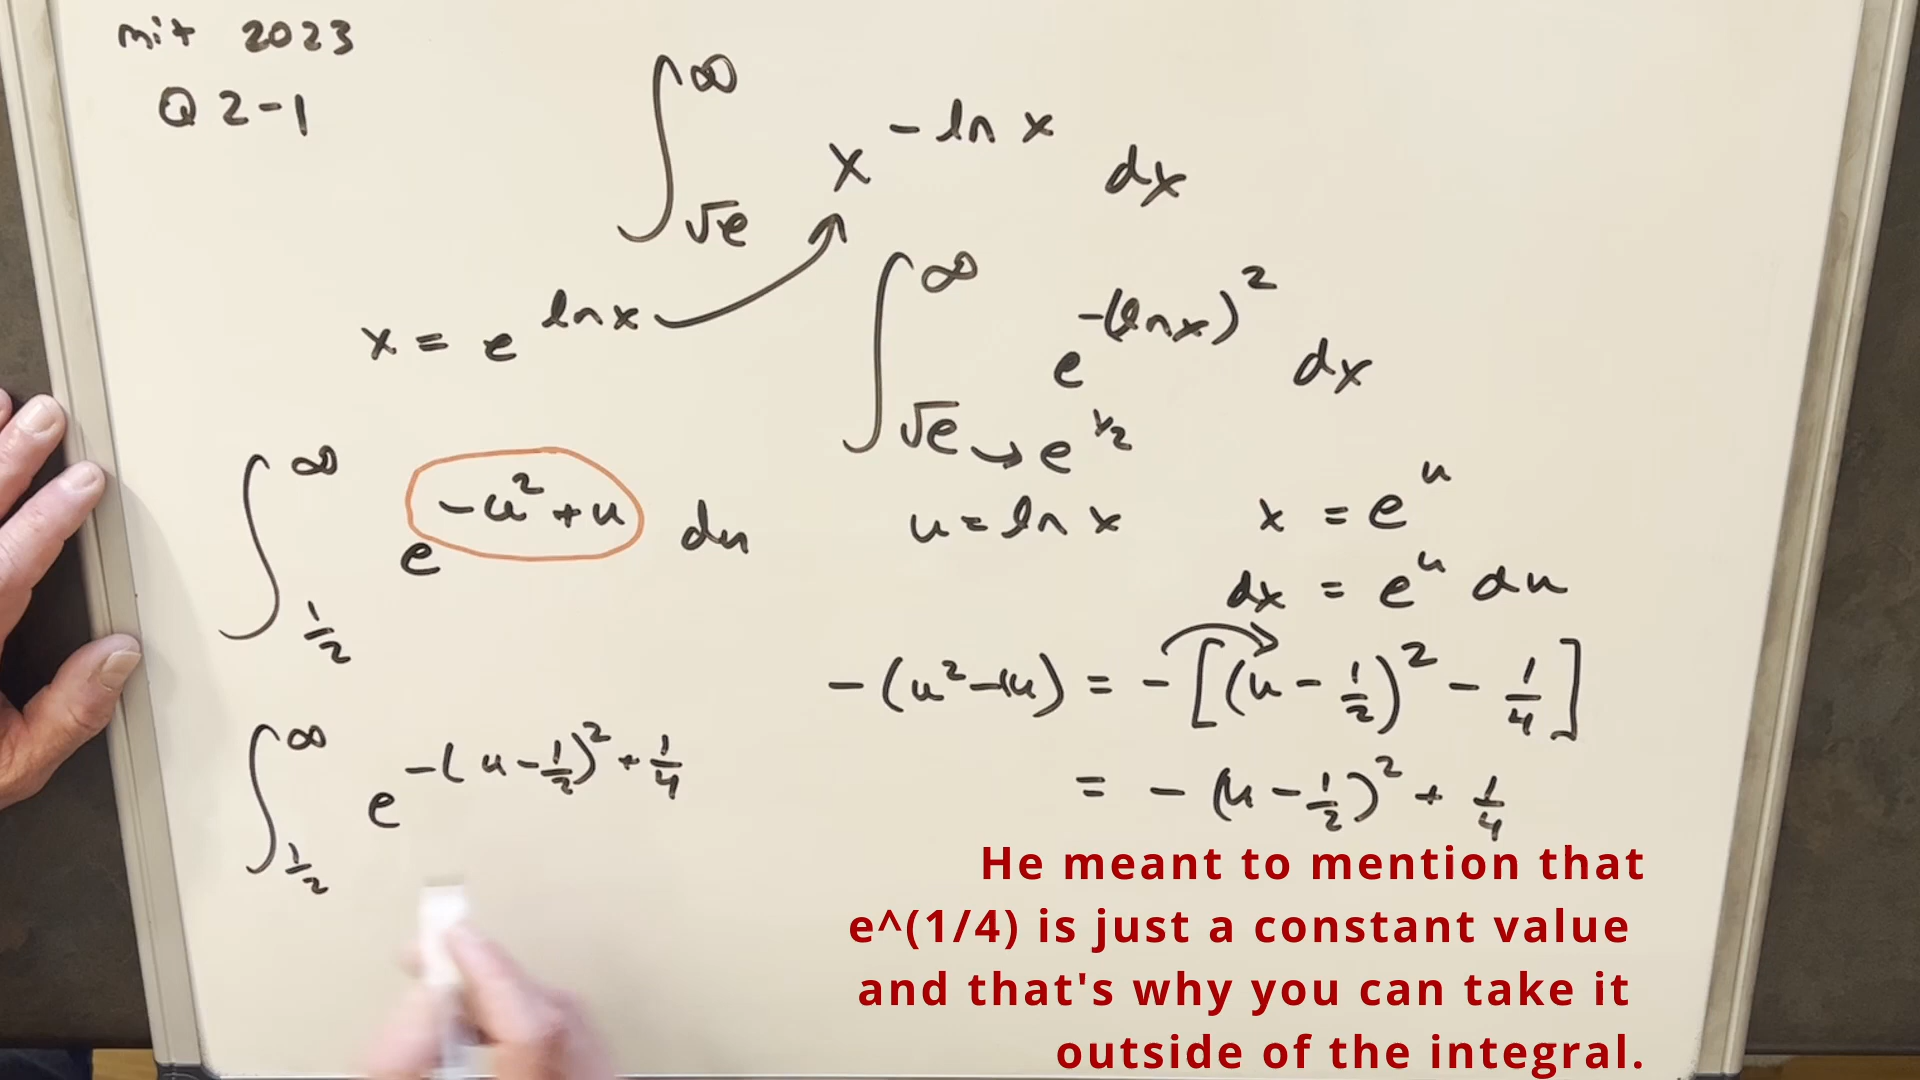 mit 2023
Q 2-1
∫_{√e}^{∞} x^{-ln x} dx
x = e^{ln x}
∫_{√e}^{∞} e^{-(ln x)^2} dx
√e → e^{1/2}
∫_{1/2}^{∞} e^{-u^2+u} du
u = ln x
x = e^u
dx = e^u du
-(u^2-1u) = -[(u-1/2)^2 - 1/4]
= -(u-1/2)^2 + 1/4
∫_{1/2}^{∞} e^{-(u-1/2)^2+1/4}
He meant to mention that
e^(1/4) is just a constant value
and that's why you can take it
outside of the integral.